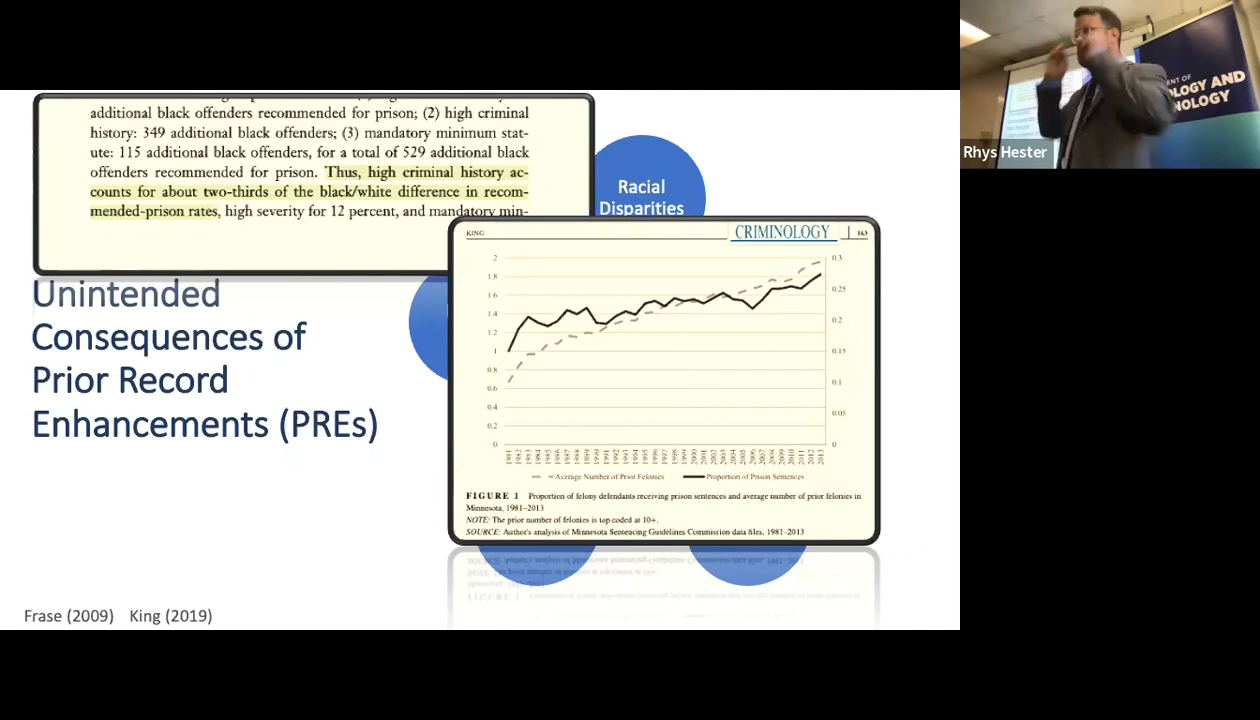 additional black offenders recommended for prison; (2) high criminal
history: 349 additional black offenders; (3) mandatory minimum stat-
ute: 115 additional black offenders, for a total of 529 additional black
offenders recommended for prison. Thus, high criminal history ac-
counts for about two-thirds of the black/white difference in recom-
mended-prison rates, high severity for 12 percent, and mandatory min-
Racial
Disparities
Unintended
Consequences of
Prior Record
Enhancements (PREs)
KING
CRIMINOLOGY
163
2
1.8
1.6
1.4
1.2
1
0.8
0.6
0.4
0.2
0
0.3
0.25
0.2
0.15
0.1
0.05
0
1981 1982 1983 1984 1985 1986 1987 1988 1989 1990 1991 1992 1993 1994 1995 1996 1997 1998 1999 2000 2001 2002 2003 2004 2005 2006 2007 2008 2009 2010 2011 2012 2013
Average Number of Prior Felonies
Proportion of Prison Sentences
FIGURE 1 Proportion of felony defendants receiving prison sentences and average number of prior felonies in
Minnesota, 1981–2013
NOTE: The prior number of felonies is top coded at 10+.
SOURCE: Author's analysis of Minnesota Sentencing Guidelines Commission data files, 1981–2013
Frase (2009) King (2019)
Rhys Hester
ENT OF
LOGY AND
NOLOGY